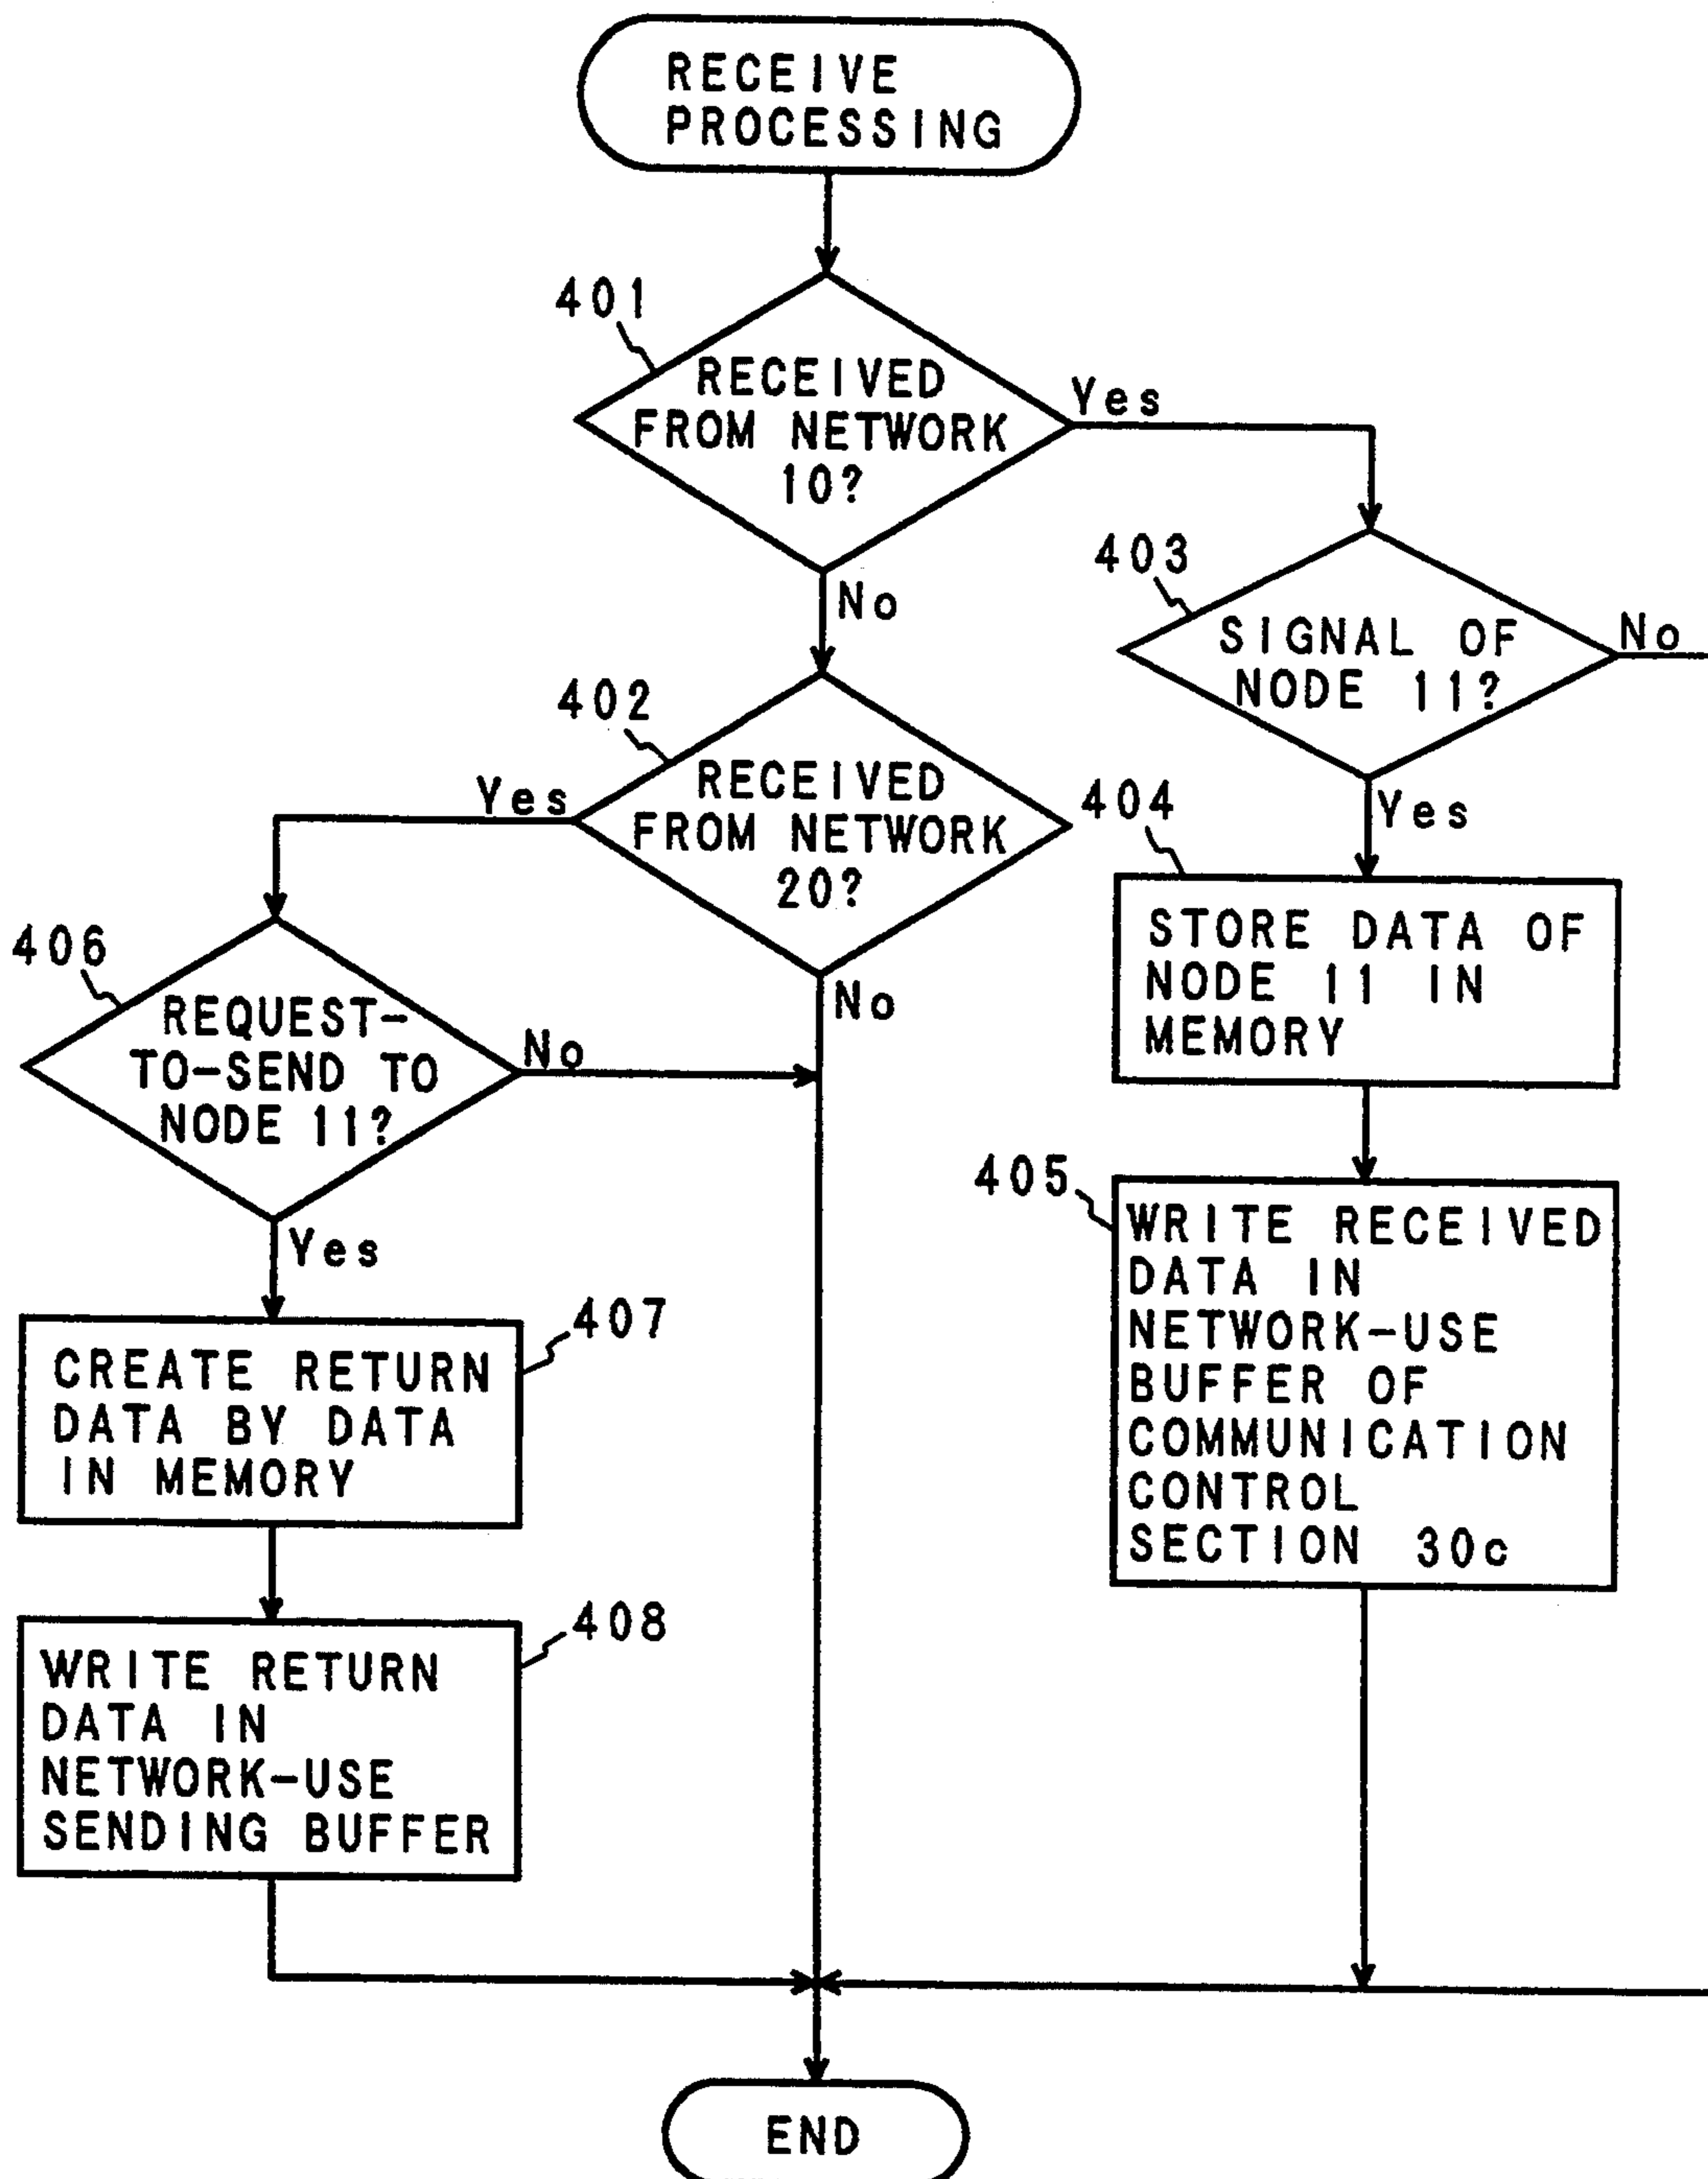 RECEIVE
PROCESSING
401
RECEIVED
FROM NETWORK
10?
Yes
No
403
SIGNAL OF
NODE 11?
No
Yes
402
RECEIVED
FROM NETWORK
20?
Yes
No
404
STORE DATA OF
NODE 11 IN
MEMORY
406
REQUEST-
TO-SEND TO
NODE 11?
No
Yes
405
WRITE RECEIVED
DATA IN
NETWORK-USE
BUFFER OF
COMMUNICATION
CONTROL
SECTION 30c
407
CREATE RETURN
DATA BY DATA
IN MEMORY
408
WRITE RETURN
DATA IN
NETWORK-USE
SENDING BUFFER
END